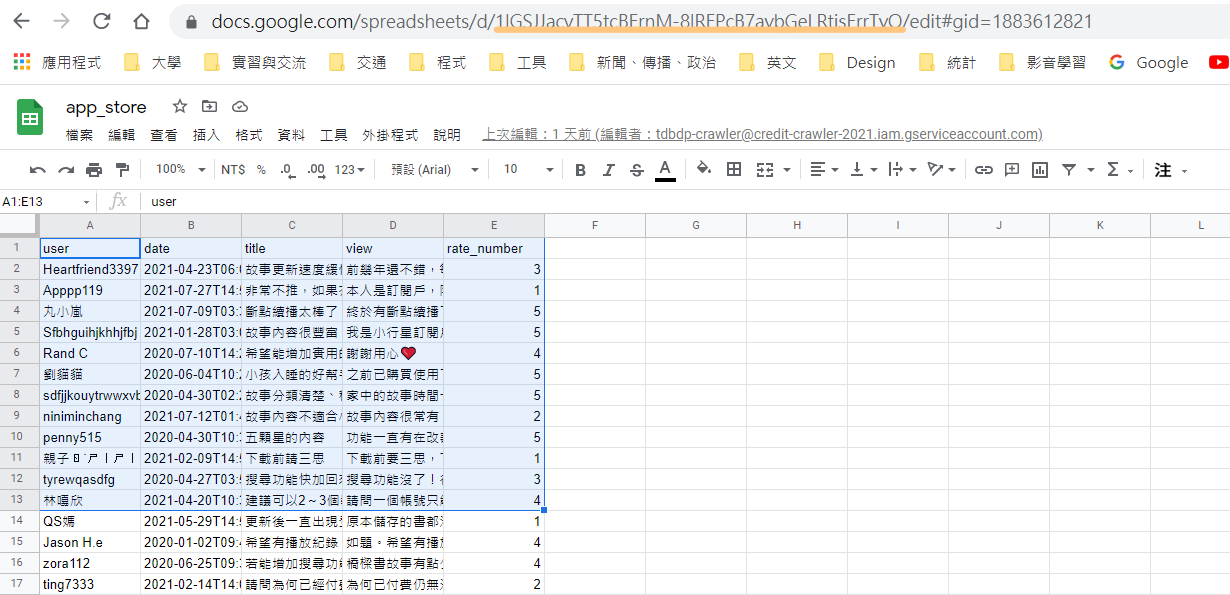 docs.google.com/spreadsheets/d/ /edit#gid=1883612821
應用程式 大學 實習與交流 交通 程式 工具 新聞、傳播、政治 英文 Design 統計 影音學習 Google
app_store
檔案 編輯 查看 插入 格式 資料 工具 外掛程式 說明 上次編輯：1 天前 (編輯者：tdbdp-crawler@credit-crawler-2021.iam.gserviceaccount.com)
100% NT$ % .0 .00 123 預設 (Arial) 10 B I S A Σ 注
A1:E13 fx user
A B C D E F G H I J K L
1 user date title view rate_number
2 Heartfriend3397 2021-04-23T06: 故事更新速度緩 前幾年還不錯， 3
3 Apppp119 2021-07-27T14: 非常不推，如果 本人是訂閱戶， 1
4 丸小嵐 2021-07-09T03: 斷點續播太棒了 終於有斷點續播 5
5 Sfbhguihjkhhjfbj 2021-01-28T03: 故事內容很豐富 我是小行星訂閱 5
6 Rand C 2020-07-10T14: 希望能增加實用 謝謝用心❤ 4
7 劉貓貓 2020-06-04T10: 小孩入睡的好幫 之前已購買使用 5
8 sdfjjkouytrwwxvb 2020-04-30T02: 故事分類清楚、 家中的故事時間 5
9 niniminchang 2021-07-12T01: 故事內容不適合 故事內容很常有 2
10 penny515 2020-04-30T10: 五顆星的內容 功能一直有在改 5
11 親子 2021-02-09T14: 下載前請三思 下載前要三思， 1
12 tyrewqasdfg 2020-04-27T03: 搜尋功能快加回 搜尋功能沒了！ 3
13 林嘎欣 2021-04-20T10: 建議可以2～3個 請問一個帳號只 4
14 QS媽 2021-05-29T14: 更新後一直出現 原本儲存的書都 1
15 Jason H.e 2020-01-02T09: 希望有播放紀錄 如題。希望有播 4
16 zora112 2020-06-25T09: 若能增加搜尋功 橋樑書故事有點 4
17 ting7333 2021-02-14T14: 請問為何已經付 為何已付費仍無 2